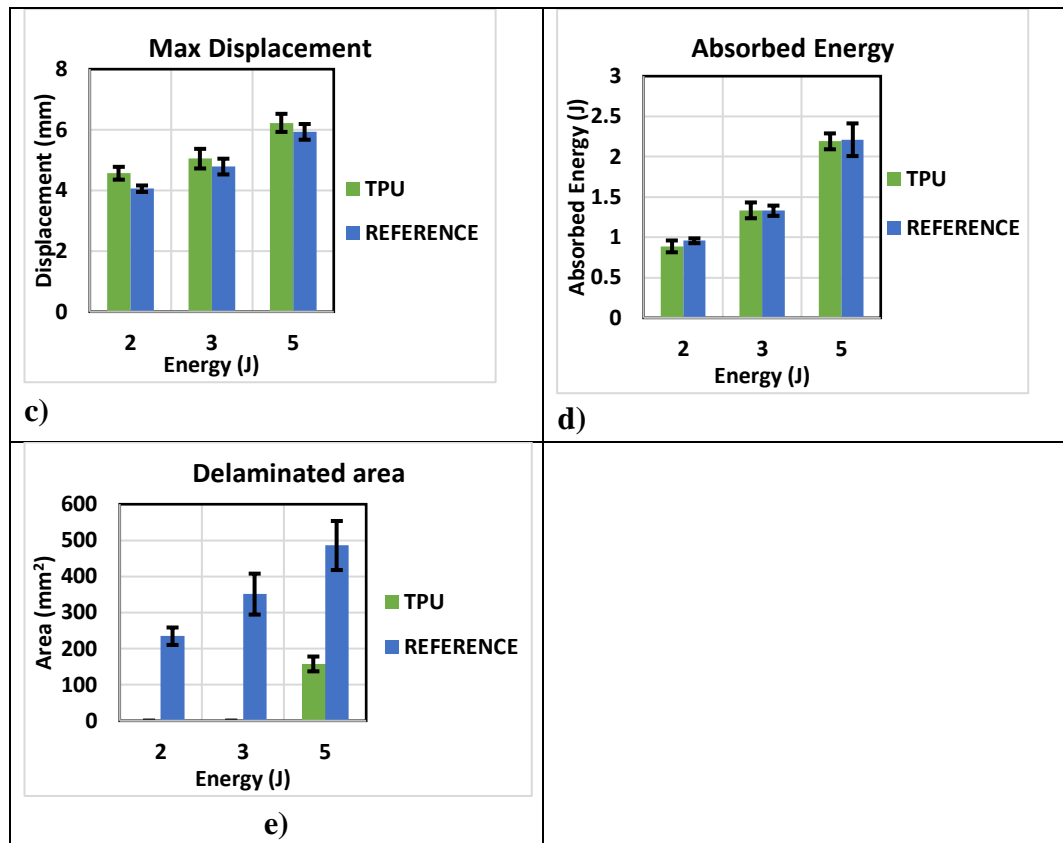 Max Displacement
8
6
4
2
0
Displacement (mm)
2 3 5
Energy (J)
TPU
REFERENCE
c)
Absorbed Energy
3
2.5
2
1.5
1
0.5
0
Absorbed Energy (J)
2 3 5
Energy (J)
TPU
REFERENCE
d)
Delaminated area
600
500
400
300
200
100
0
Area (mm²)
2 3 5
Energy (J)
TPU
REFERENCE
e)